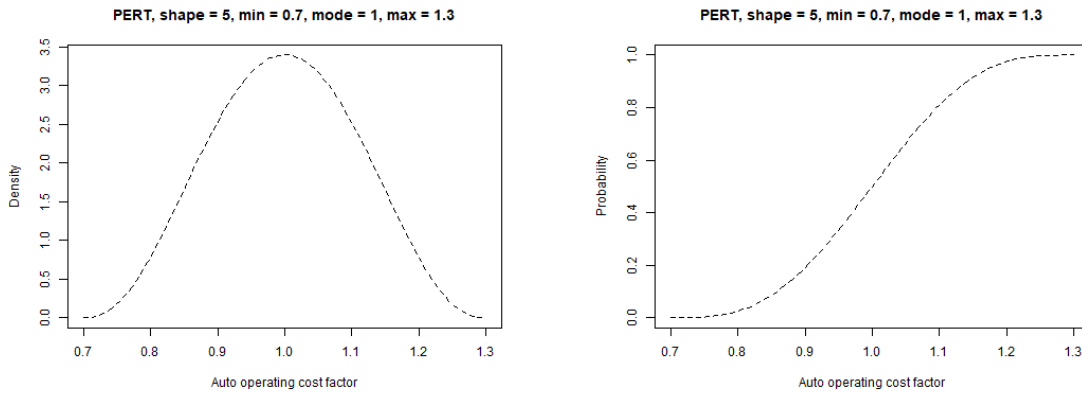 PERT, shape = 5, min = 0.7, mode = 1, max = 1.3
3.5
3.0
2.5
2.0
1.5
1.0
0.5
0.0
Density
0.7 0.8 0.9 1.0 1.1 1.2 1.3
Auto operating cost factor
PERT, shape = 5, min = 0.7, mode = 1, max = 1.3
1.0
0.8
0.6
0.4
0.2
0.0
Probability
0.7 0.8 0.9 1.0 1.1 1.2 1.3
Auto operating cost factor